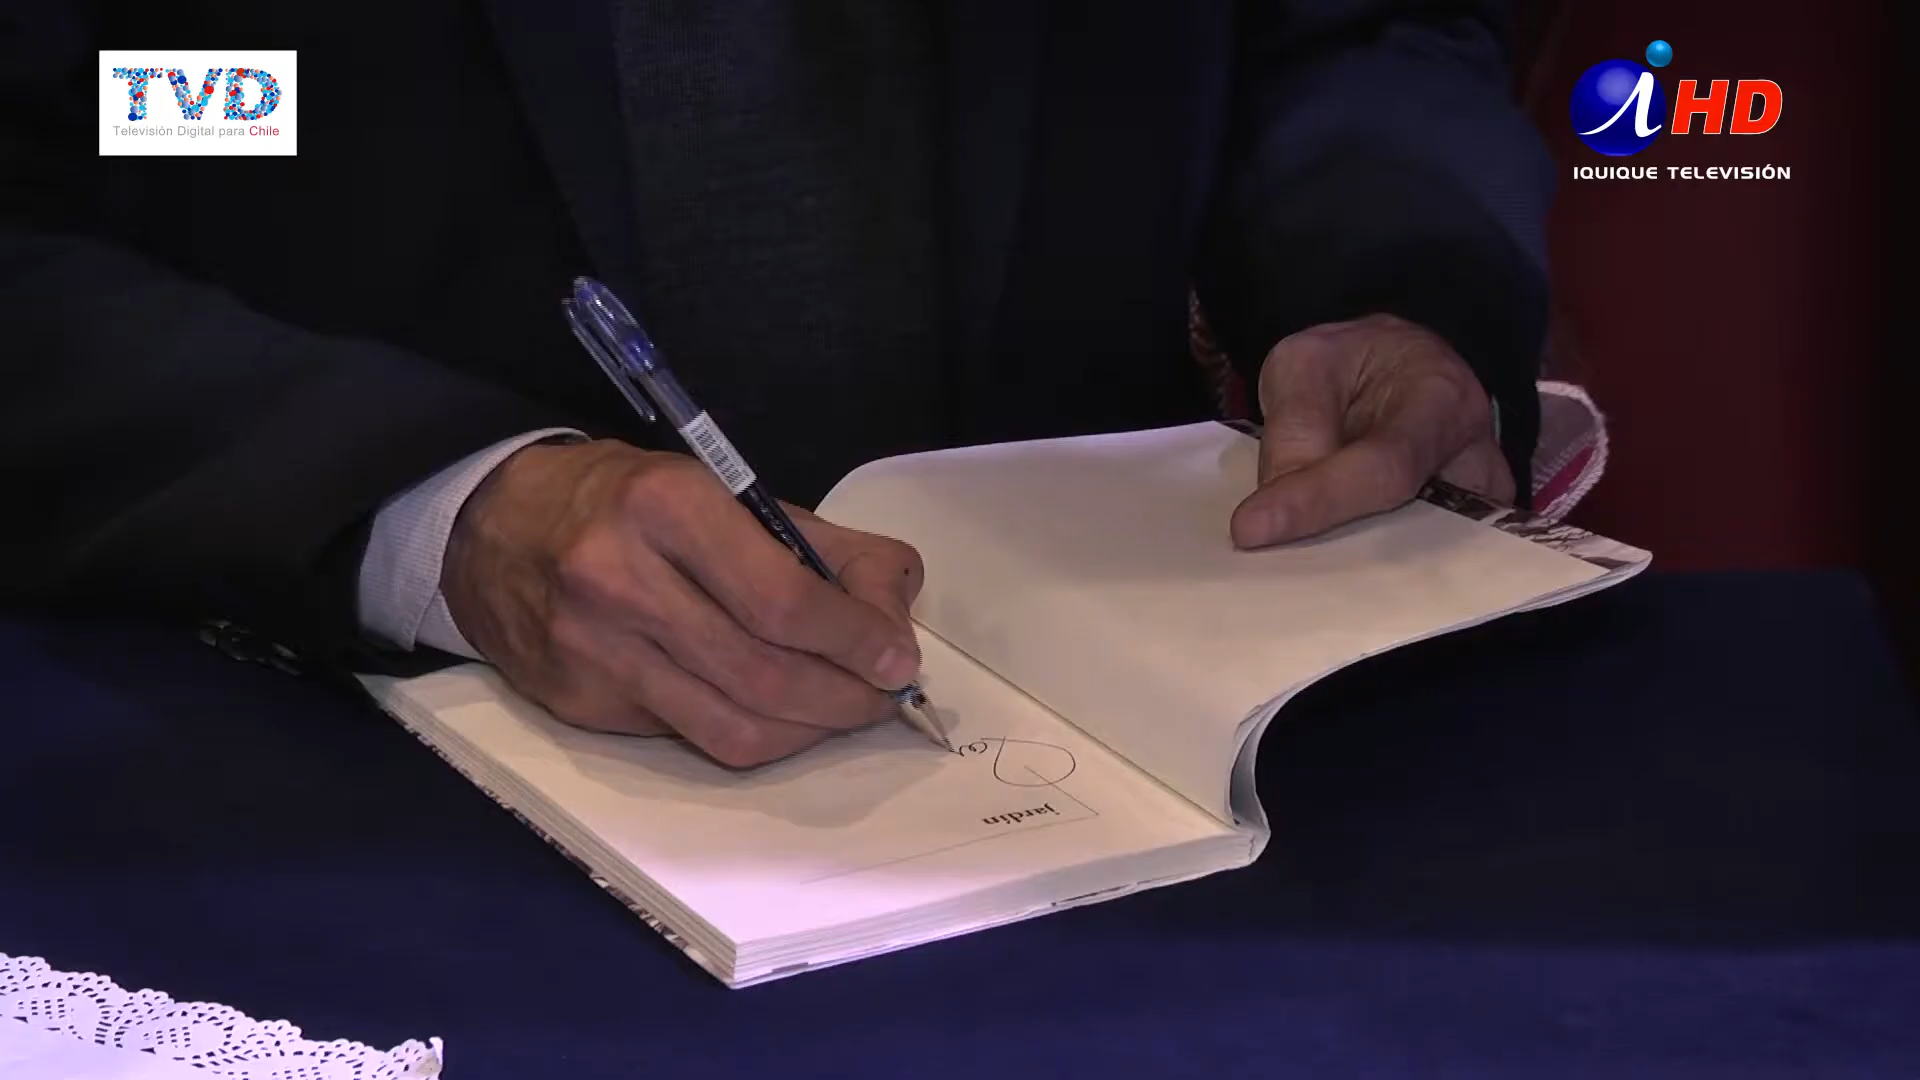 TVD
Televisión Digital para Chile
HD
IQUIQUE TELEVISIÓN
jardín